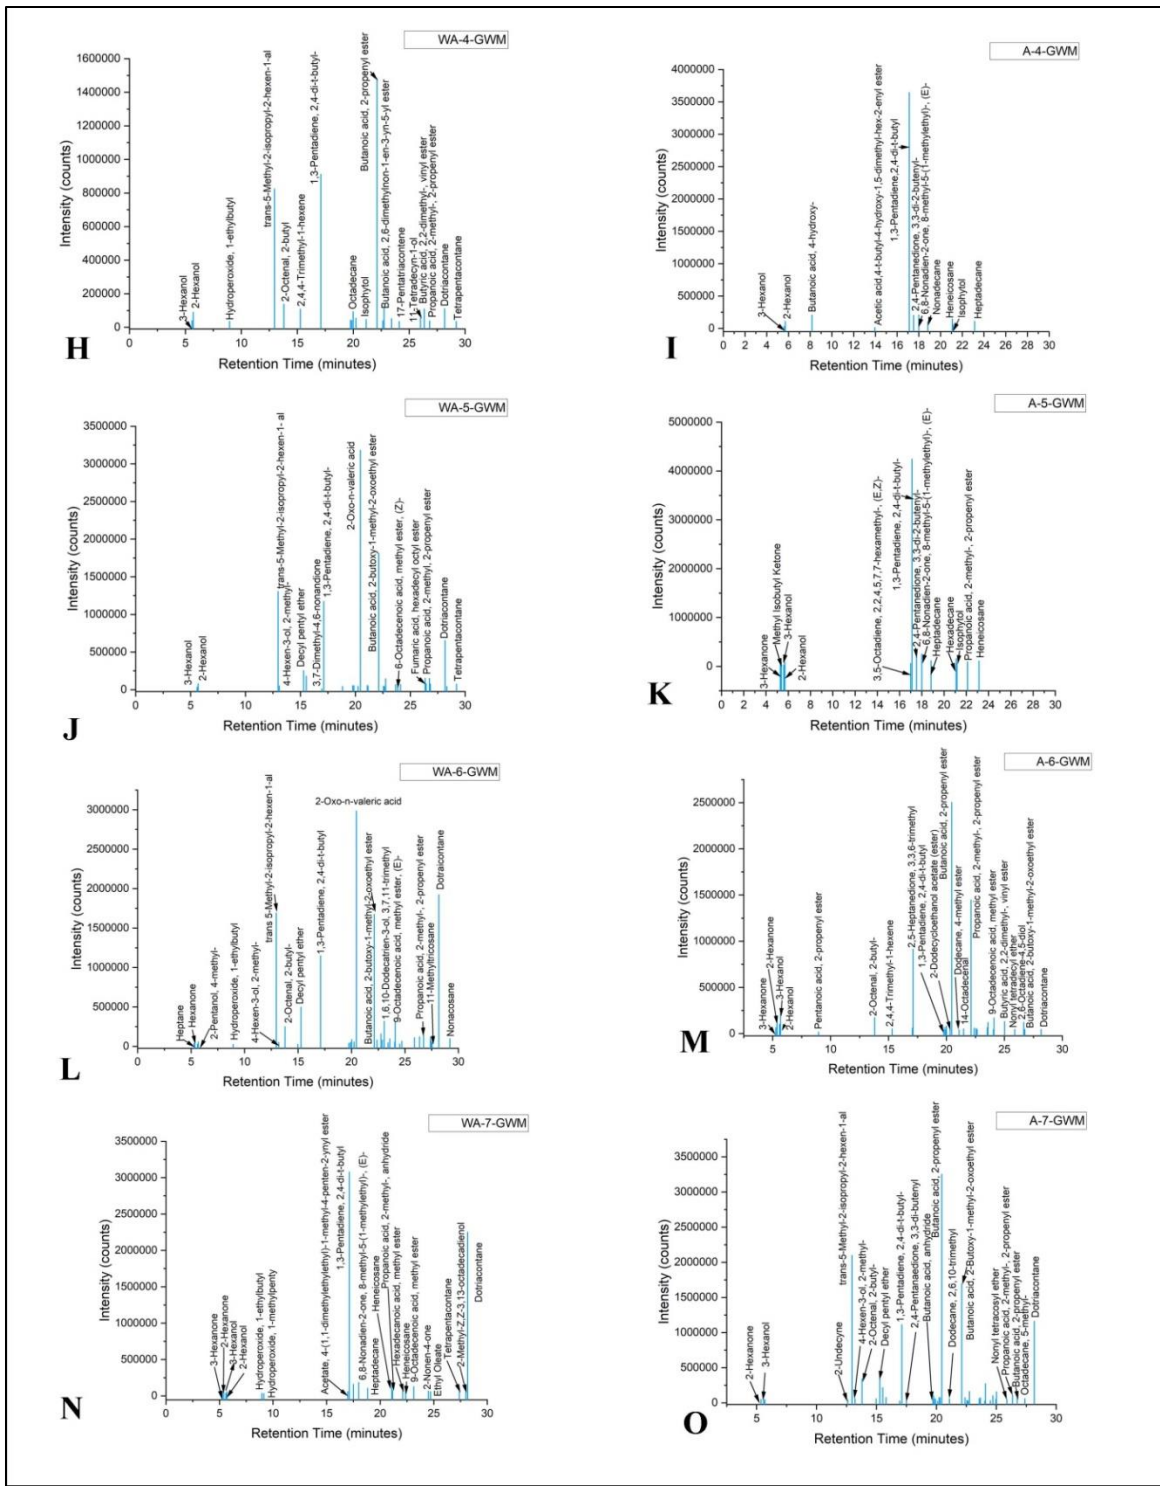 WA-4-GWM
Intensity (counts)
1600000
1400000
1200000
1000000
800000
600000
400000
200000
0
3-Hexanol
2-Hexanol
Hydroperoxide, 1-ethylbutyl
trans-5-Methyl-2-isopropyl-2-hexen-1-al
2-Octenal, 2-butyl
2,4,4-Trimethyl-1-hexene
1,3-Pentadiene, 2,4-di-t-butyl-
Octadecane
Isophytol
Butanoic acid, 2-propenyl ester
Butanoic acid, 2,6-dimethylnon-1-en-3-yn-5-yl ester
17-Pentatriacontene
11-Tetradecyn-1-ol
Butyric acid, 2,2-dimethyl-, vinyl ester
Propanoic acid, 2-methyl-, 2-propenyl ester
Dotriacontane
Tetrapentacontane
0 5 10 15 20 25 30
Retention Time (minutes)
H
A-4-GWM
Intensity (counts)
4000000
3500000
3000000
2500000
2000000
1500000
1000000
500000
0
3-Hexanol
2-Hexanol
Butanoic acid, 4-hydroxy-
Acetic acid,4-t-butyl-4-hydroxy-1,5-dimethyl-hex-2-enyl ester
1,3-Pentadiene,2,4-di-t-butyl
2,4-Pentanedione, 3,3-di-2-butenyl-
6,8-Nonadien-2-one, 8-methyl-5-(1-methylethyl)-, (E)-
Nonadecane
Heneicosane
Isophytol
Heptadecane
0 2 4 6 8 10 12 14 16 18 20 22 24 26 28 30
Retention Time (minutes)
I
WA-5-GWM
Intensity (counts)
3500000
3000000
2500000
2000000
1500000
1000000
500000
0
3-Hexanol
2-Hexanol
trans-5-Methyl-2-isopropyl-2-hexen-1- al
4-Hexen-3-ol, 2-methyl-
Decyl pentyl ether
3,7-Dimethyl-4,6-nonandione
1,3-Pentadiene, 2,4-di-t-butyl-
2-Oxo-n-valeric acid
Butanoic acid, 2-butoxy-1-methyl-2-oxoethyl ester
6-Octadecenoic acid, methyl ester, (Z)-
Fumaric acid, hexadecyl octyl ester
Propanoic acid, 2-methyl, 2-propenyl ester
Dotriacontane
Tetrapentacontane
0 5 10 15 20 25 30
Retention Time (minutes)
J
A-5-GWM
Intensity (counts)
5000000
4000000
3000000
2000000
1000000
0
3-Hexanone
Methyl Isobutyl Ketone
3-Hexanol
2-Hexanol
3,5-Octadiene, 2,2,4,5,7,7-hexamethyl-, (E,Z)-
1,3-Pentadiene, 2,4-di-t-butyl-
2,4-Pentanedione, 3,3-di-2-butenyl-
6,8-Nonadien-2-one, 8-methyl-5-(1-methylethyl)-, (E)-
Heptadecane
Hexadecane
Isophytol
Propanoic acid, 2-methyl-, 2-propenyl ester
Heneicosane
0 2 4 6 8 10 12 14 16 18 20 22 24 26 28 30
Retention Time (minutes)
K
WA-6-GWM
Intensity (counts)
3000000
2500000
2000000
1500000
1000000
500000
0
Heptane
Hexanone
2-Pentanol, 4-methyl-
Hydroperoxide, 1-ethylbutyl
4-Hexen-3-ol, 2-methyl-
trans 5-Methyl-2-isopropyl-2-hexen-1-al
2-Octenal, 2-butyl-
Decyl pentyl ether
1,3-Pentadiene, 2,4-di-t-butyl
2-Oxo-n-valeric acid
Butanoic acid, 2-butoxy-1-methyl-2-oxoethyl ester
1,6,10-Dodecatrien-3-ol, 3,7,11-trimethyl
9-Octadecenoic acid, methyl ester, (E)-
Propanoic acid, 2-methyl-, 2-propenyl ester
11-Methyltricosane
Dotraicontane
Nonacosane
0 5 10 15 20 25 30
Retention Time (minutes)
L
A-6-GWM
Intensity (counts)
2500000
2000000
1500000
1000000
500000
0
3-Hexanone
2-Hexanone
3-Hexanol
2-Hexanol
Pentanoic acid, 2-propenyl ester
2-Octenal, 2-butyl-
2,4,4-Trimethyl-1-hexene
2,5-Heptanedione, 3,3,6-trimethyl
1,3-Pentadiene, 2,4-di-t-butyl
2-Dodecycloethanol acetate (ester)
Butanoic acid, 2-propenyl ester
Dodecane, 4-methyl ester
14-Octadecenal
Propanoic acid, 2-methyl-, 2-propenyl ester
9-Octadecenoic acid, methyl ester
Butyric acid, 2,2-dimethyl-, vinyl ester
Nonyl tetradecyl ether
2,6-Octadiene-4,5-diol
Butanoic acid, 2-butoxy-1-methyl-2-oxoethyl ester
Dotriacontane
5 10 15 20 25 30
Retention Time (minutes)
M
WA-7-GWM
Intensity (counts)
3500000
3000000
2500000
2000000
1500000
1000000
500000
0
3-Hexanone
2-Hexanone
3-Hexanol
2-Hexanol
Hydroperoxide, 1-ethylbutyl
Hydroperoxide, 1-methylpenty
Acetate, 4-(1,1-dimethylethylethyl)-1-methyl-4-penten-2-ynyl ester
1,3-Pentadiene, 2,4-di-t-butyl
6,8-Nonadien-2-one, 8-methyl-5-(1-methylethyl)-, (E)-
Heptadecane
Heneicosane
Propanoic acid, 2-methyl-, anhydride
Hexadecanoic acid, methyl ester
Heneicosane
9-Octadecenoic acid, methyl ester
2-Nonen-4-one
Ethyl Oleate
Tetrapentacontane
2-Methyl-Z,Z-3,13-octadecadienol
Dotriacontane
0 5 10 15 20 25 30
Retention Time (minutes)
N
A-7-GWM
Intensity (counts)
3500000
3000000
2500000
2000000
1500000
1000000
500000
0
2-Hexanone
3-Hexanol
2-Undecyne
trans-5-Methyl-2-isopropyl-2-hexen-1-al
4-Hexen-3-ol, 2-methyl-
2-Octenal, 2-butyl-
Decyl pentyl ether
1,3-Pentadiene, 2,4-di-t-butyl-
2,4-Pentanaedione, 3,3-di-butenyl
Butanoic acid, anhydride
Butanoic acid, 2-propenyl ester
Dodecane, 2,6,10-trimethyl
Butanoic acid, 2-Butoxy-1-methyl-2-oxoethyl ester
Nonyl tetracosyl ether
Propanoic acid, 2-methyl-, 2-propenyl ester
Butanoic acid, 2-propenyl ester
Octadecane, 5-methyl-
Dotriacontane
5 10 15 20 25 30
Retention Time (minutes)
O